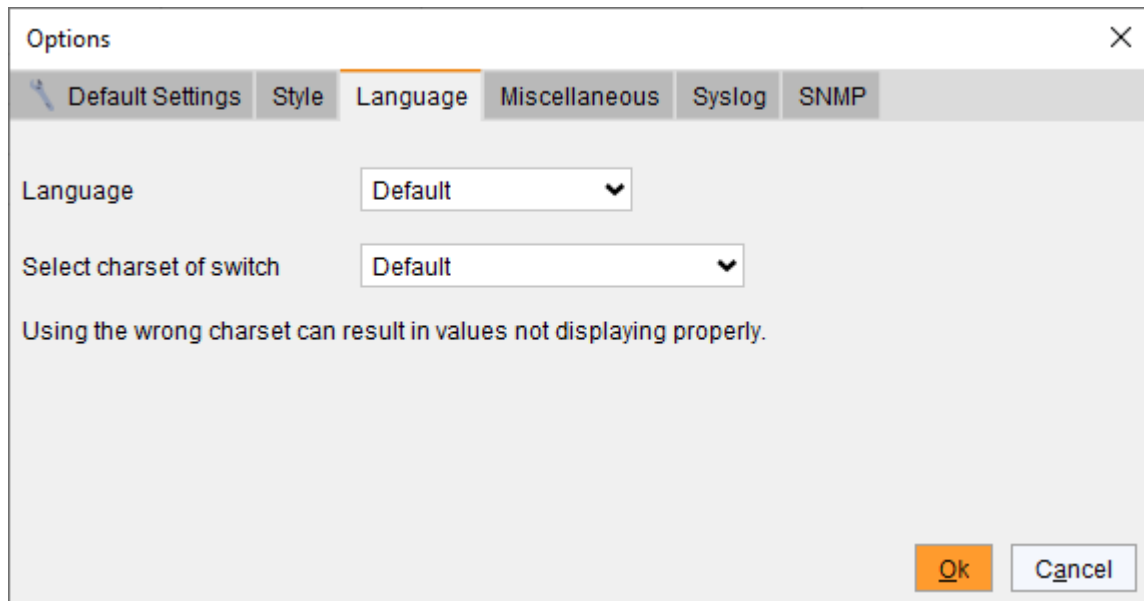 Options
Default Settings Style Language Miscellaneous Syslog SNMP
Language Default
Select charset of switch Default
Using the wrong charset can result in values not displaying properly.
Ok Cancel